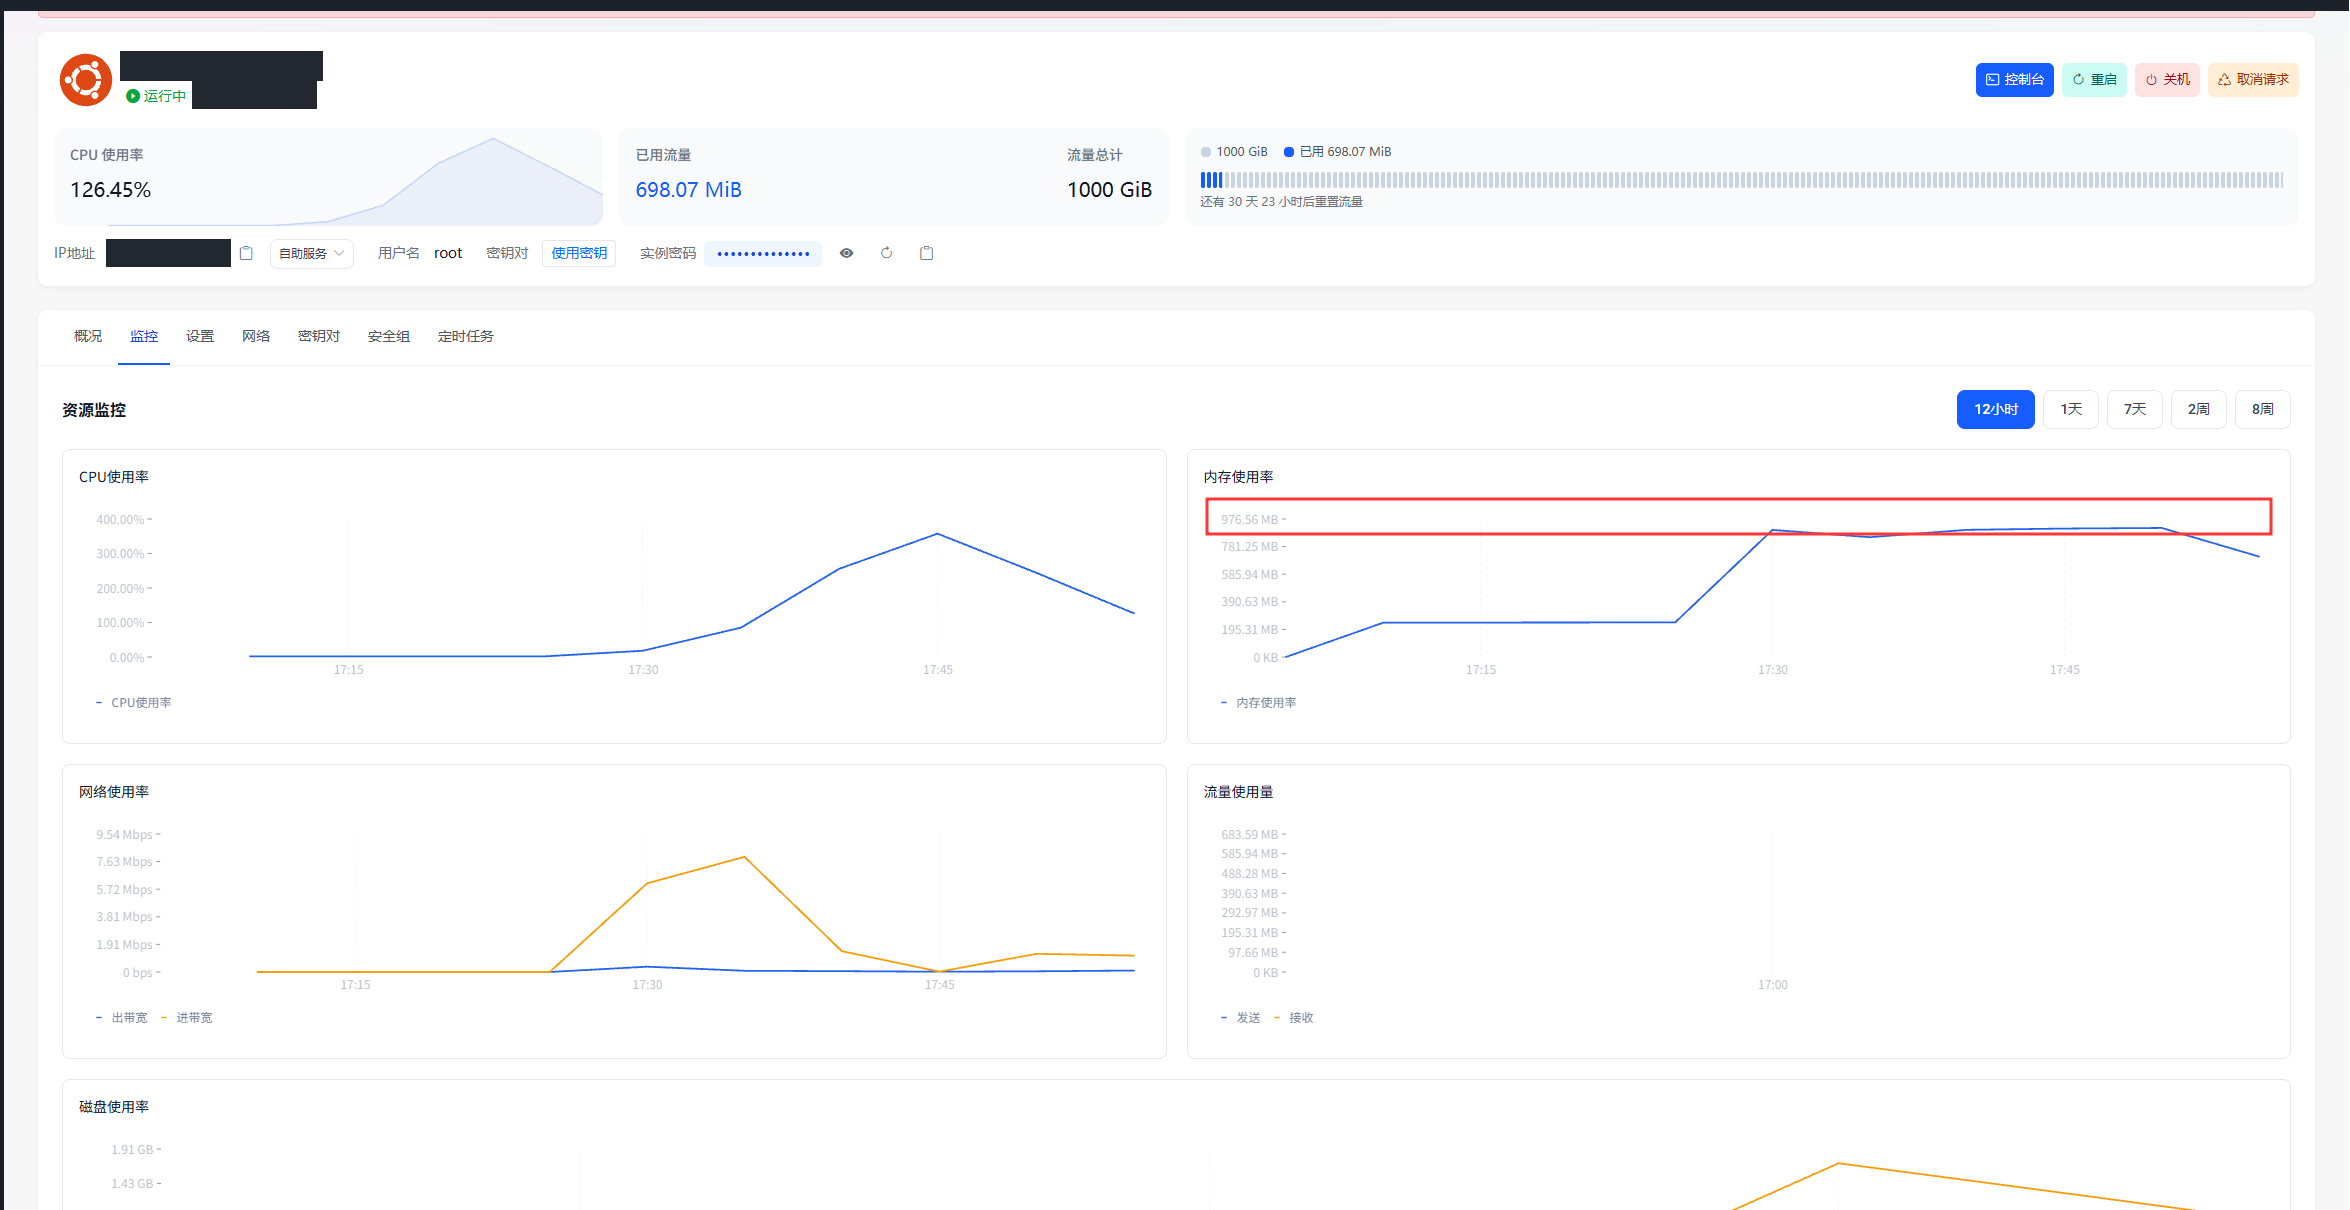 运行中
控制台 重启 关机 取消请求
CPU 使用率
126.45%
已用流量 流量总计
698.07 MiB 1000 GiB
1000 GiB 已用 698.07 MiB
还有 30 天 23 小时后重置流量
IP地址 自助服务 用户名 root 密钥对 使用密钥 实例密码 ••••••••••••••
概况 监控 设置 网络 密钥对 安全组 定时任务
资源监控
12小时 1天 7天 2周 8周
CPU使用率
400.00%
300.00%
200.00%
100.00%
0.00%
17:15 17:30 17:45
CPU使用率
内存使用率
976.56 MB
781.25 MB
585.94 MB
390.63 MB
195.31 MB
0 KB
17:15 17:30 17:45
内存使用率
网络使用率
9.54 Mbps
7.63 Mbps
5.72 Mbps
3.81 Mbps
1.91 Mbps
0 bps
17:15 17:30 17:45
出带宽 进带宽
流量使用量
683.59 MB
585.94 MB
488.28 MB
390.63 MB
292.97 MB
195.31 MB
97.66 MB
0 KB
17:00
发送 接收
磁盘使用率
1.91 GB
1.43 GB